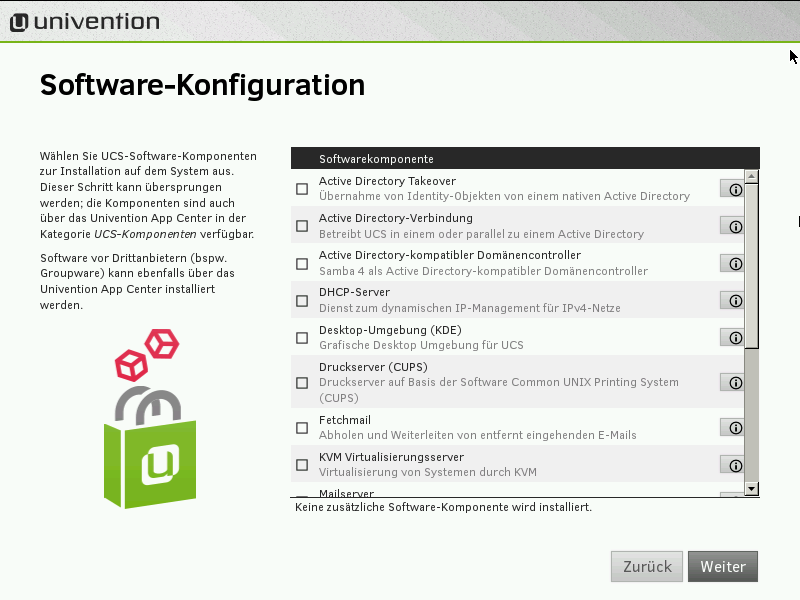 univention
Software-Konfiguration
Wählen Sie UCS-Software-Komponenten
zur Installation auf dem System aus.
Dieser Schritt kann übersprungen
werden; die Komponenten sind auch
über das Univention App Center in der
Kategorie UCS-Komponenten verfügbar.
Software vor Drittanbietern (bspw.
Groupware) kann ebenfalls über das
Univention App Center installiert
werden.
Softwarekomponente
Active Directory Takeover
Übernahme von Identity-Objekten von einem nativen Active Directory
Active Directory-Verbindung
Betreibt UCS in einem oder parallel zu einem Active Directory
Active Directory-kompatibler Domänencontroller
Samba 4 als Active Directory-kompatibler Domänencontroller
DHCP-Server
Dienst zum dynamischen IP-Management für IPv4-Netze
Desktop-Umgebung (KDE)
Grafische Desktop Umgebung für UCS
Druckserver (CUPS)
Druckserver auf Basis der Software Common UNIX Printing System
(CUPS)
Fetchmail
Abholen und Weiterleiten von entfernt eingehenden E-Mails
KVM Virtualisierungsserver
Virtualisierung von Systemen durch KVM
Mailserver
Keine zusätzliche Software-Komponente wird installiert.
Zurück
Weiter